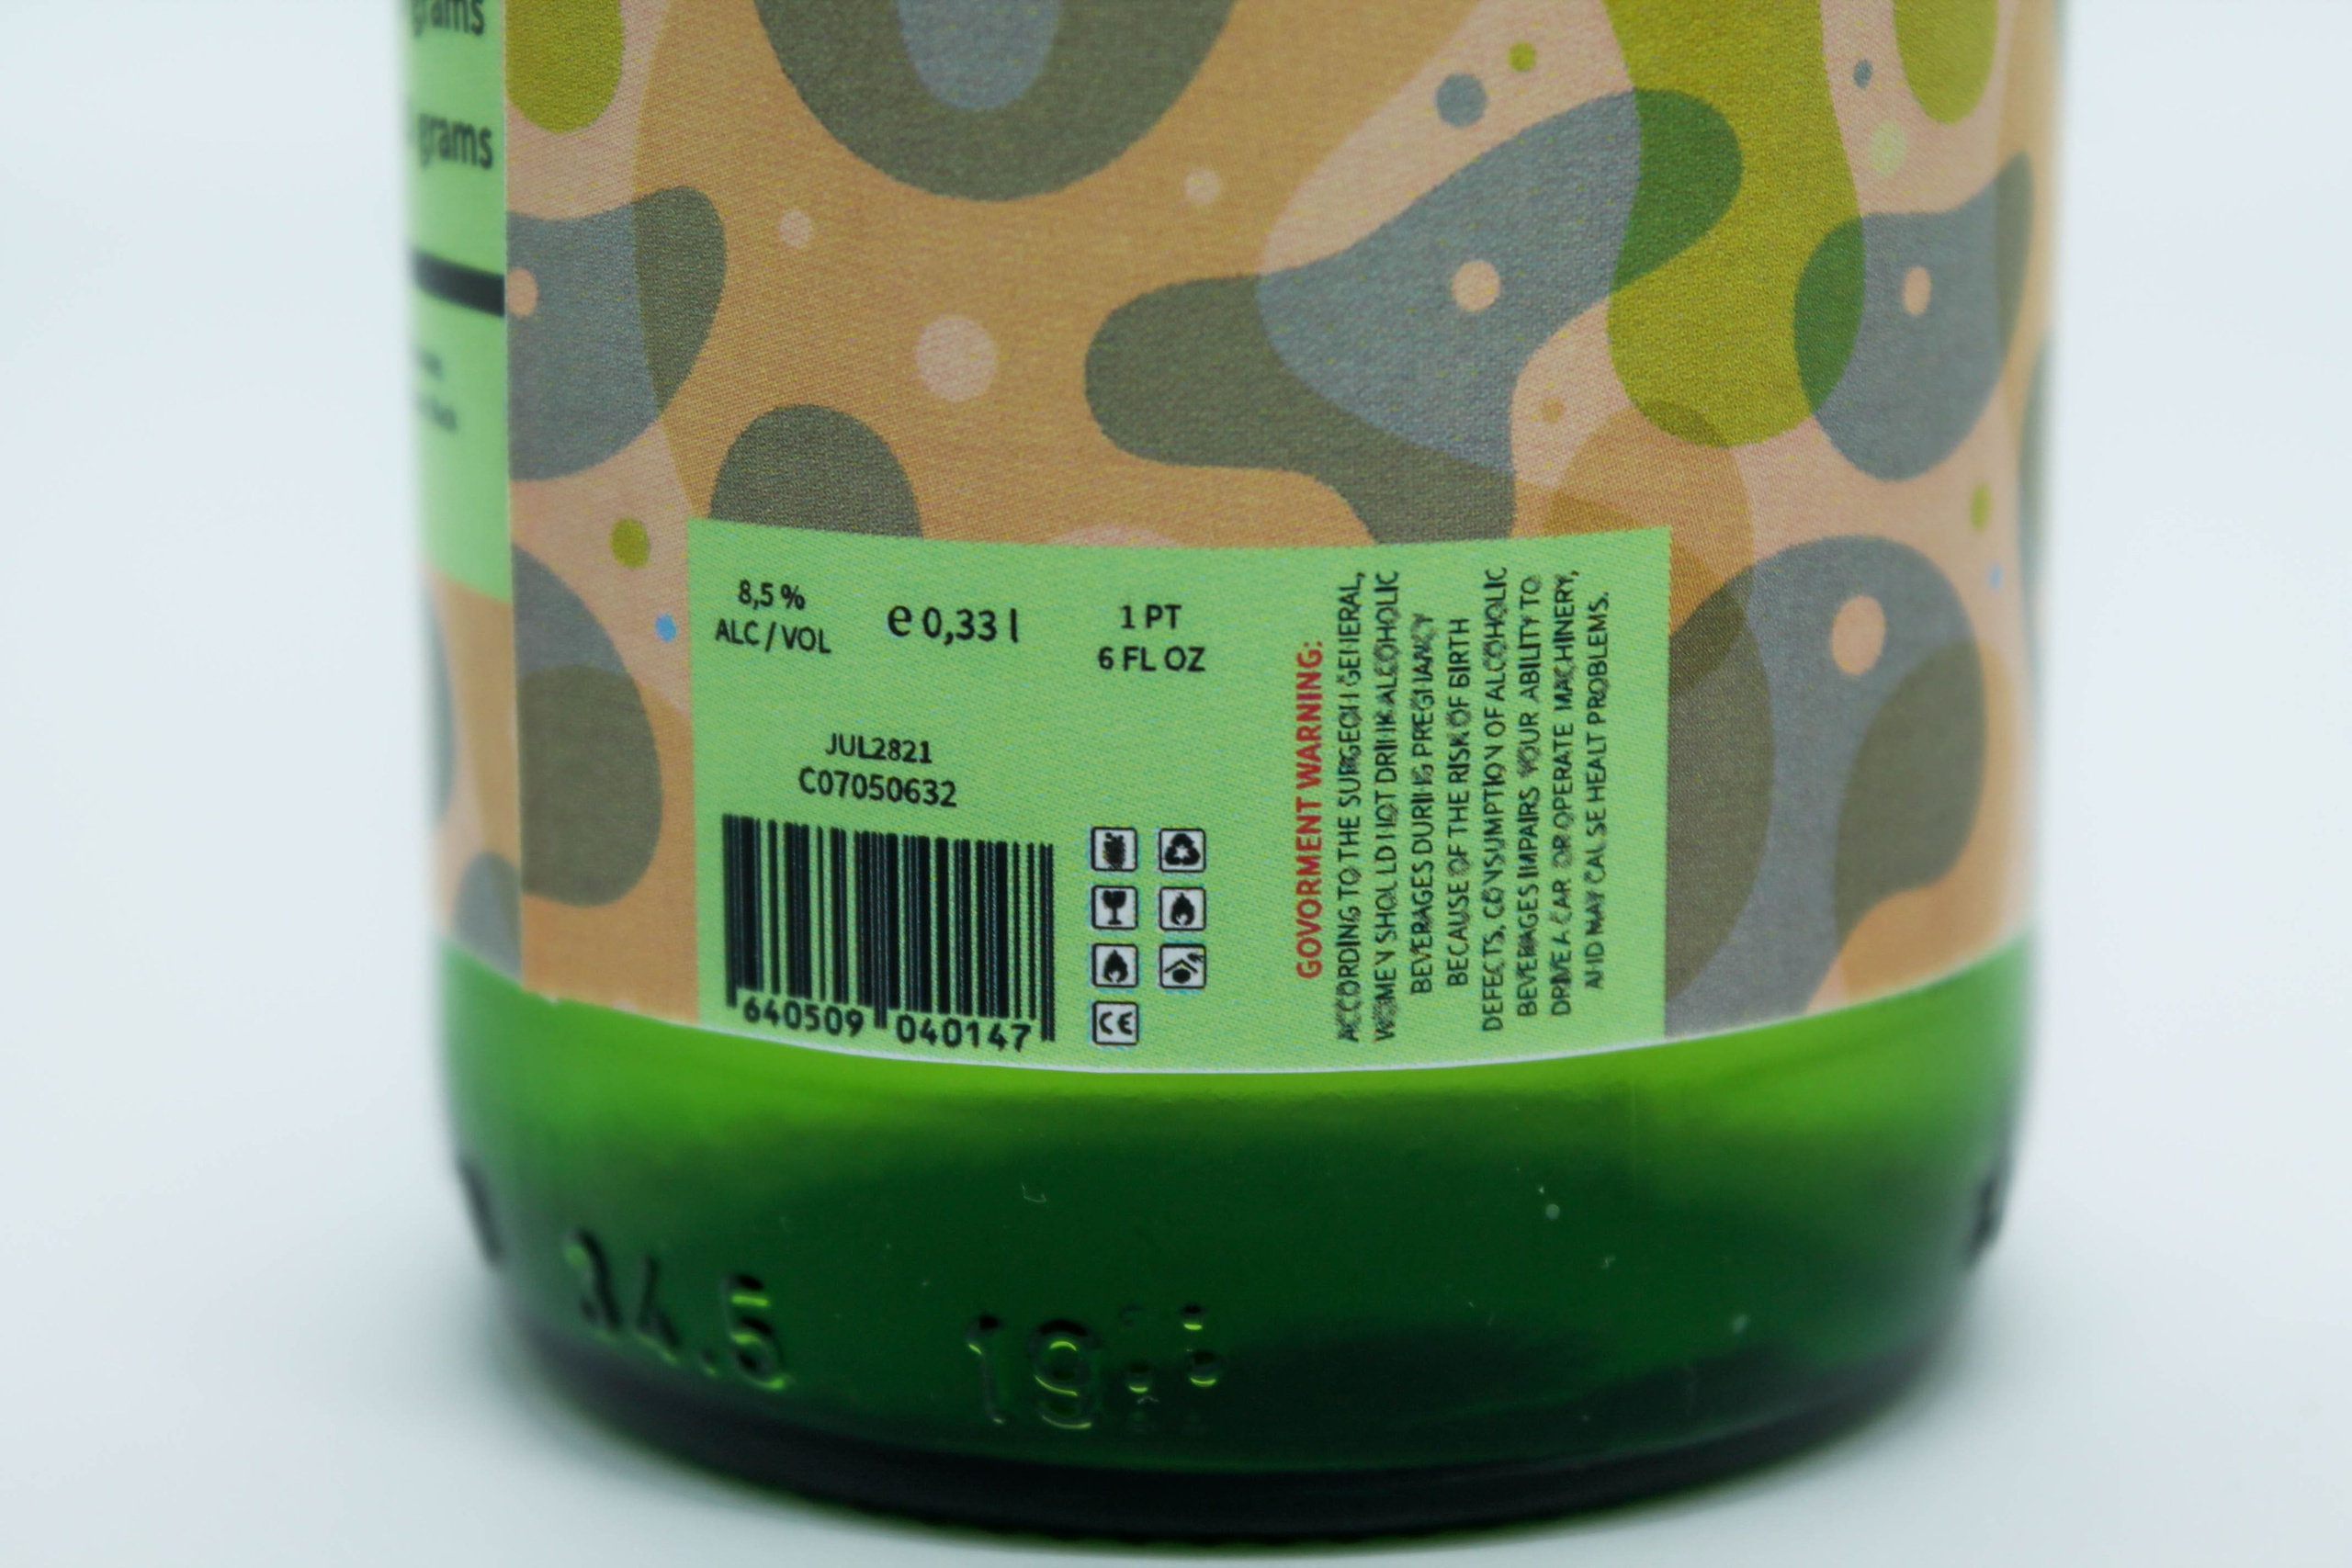 grams
grams
8,5 %
ALC / VOL
e 0,33 l
1 PT
6 FL OZ
JUL2821
C07050632
640509 040147
CE
GOVORMENT WARNING:
ACCORDING TO THE SURGEON GENERAL,
WOMEN SHOULD NOT DRINK ALCOHOLIC
BEVERAGES DURING PREGNANCY
BECAUSE OF THE RISK OF BIRTH
DEFECTS, CONSUMPTION OF ALCOHOLIC
BEVERAGES IMPAIRS YOUR ABILITY TO
DRIVE A CAR OR OPERATE MACHINERY,
AND MAY CAUSE HEALT PROBLEMS.
34.5
19